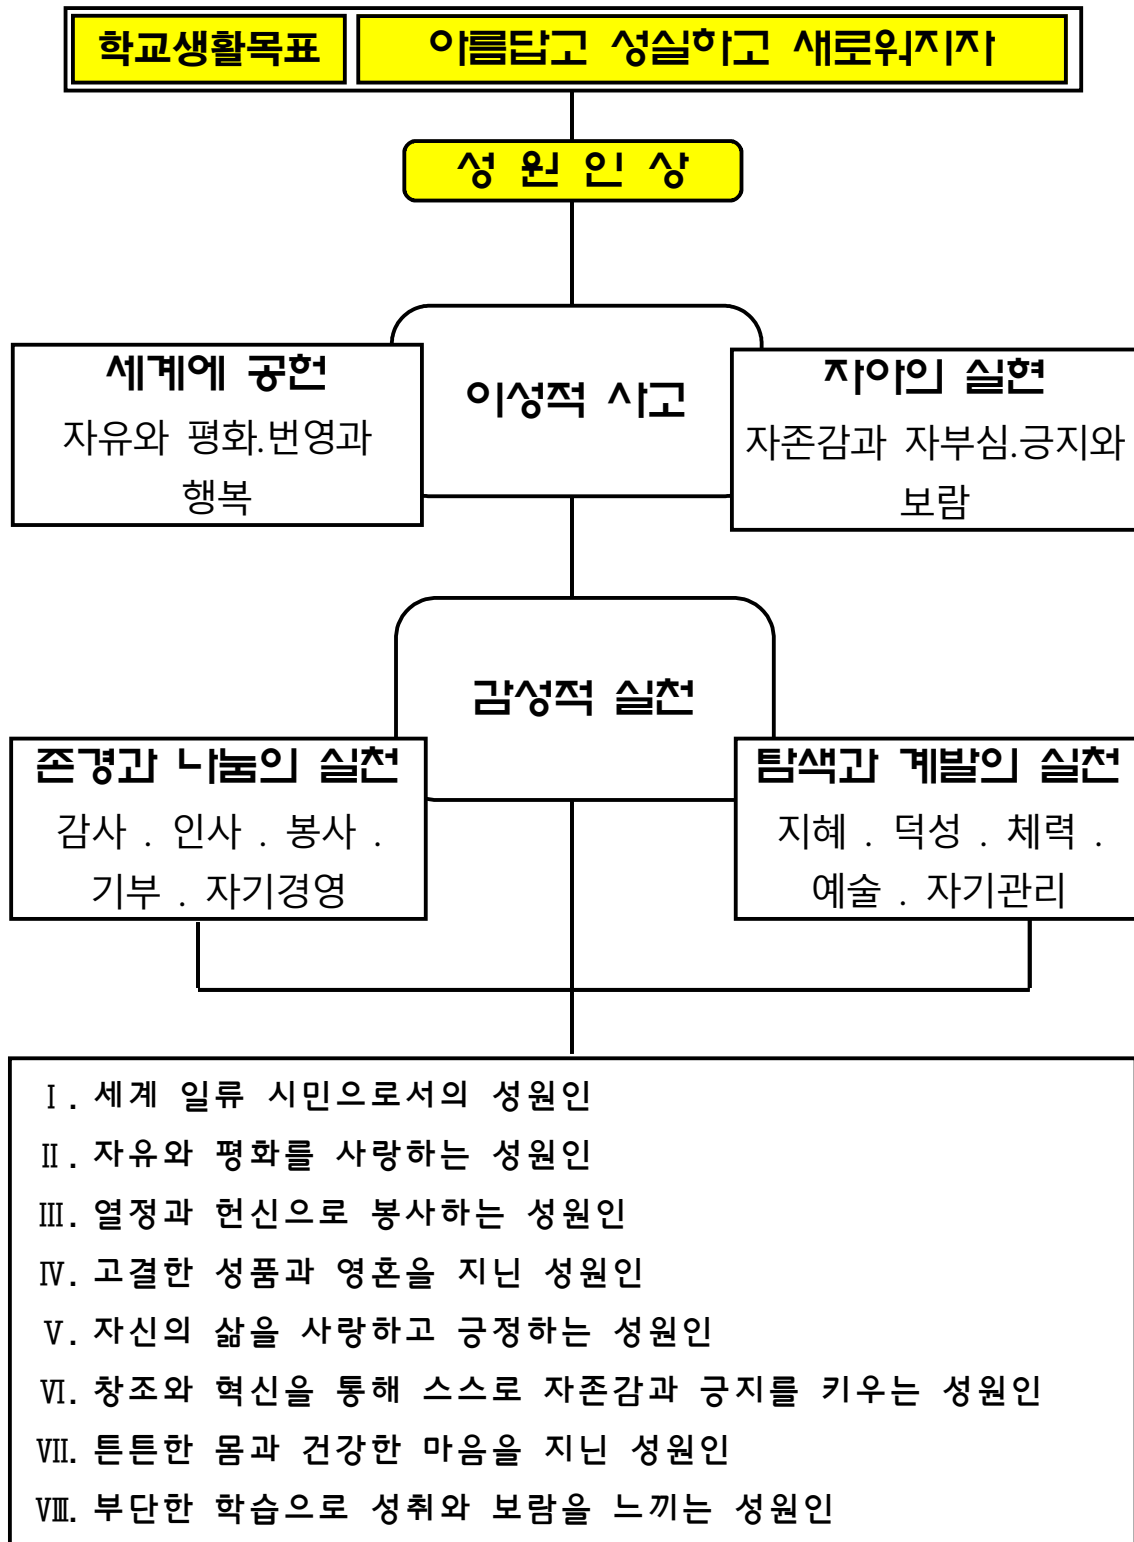 학교생활목표 아름답고 성실하고 새로워지자
성 원 인 상
세계에 공헌
자유와 평화.번영과
행복
이성적 사고
자아의 실현
자존감과 자부심.긍지와
보람
감성적 실천
존경과 나눔의 실천
감사 . 인사 . 봉사 .
기부 . 자기경영
탐색과 계발의 실천
지혜 . 덕성 . 체력 .
예술 . 자기관리
Ⅰ. 세계 일류 시민으로서의 성원인
Ⅱ. 자유와 평화를 사랑하는 성원인
Ⅲ. 열정과 헌신으로 봉사하는 성원인
Ⅳ. 고결한 성품과 영혼을 지닌 성원인
Ⅴ. 자신의 삶을 사랑하고 긍정하는 성원인
Ⅵ. 창조와 혁신을 통해 스스로 자존감과 긍지를 키우는 성원인
Ⅶ. 튼튼한 몸과 건강한 마음을 지닌 성원인
Ⅷ. 부단한 학습으로 성취와 보람을 느끼는 성원인